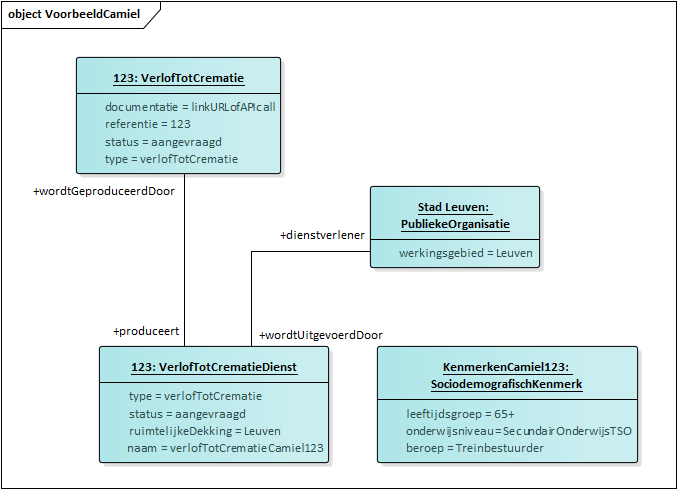 object VoorbeeldCamiel
123: VerlofTotCrematie
documentatie = linkURLofAPIcall
referentie = 123
status = aangevraagd
type = verlofTotCrematie
+wordtGeproduceerdDoor
Stad Leuven:
PubliekeOrganisatie
werkingsgebied = Leuven
+dienstverlener
+produceert
+wordtUitgevoerdDoor
123: VerlofTotCrematieDienst
type = verlofTotCrematie
status = aangevraagd
ruimtelijkeDekking = Leuven
naam = verlofTotCrematieCamiel123
KenmerkenCamiel123:
SociodemografischKenmerk
leeftijdsgroep = 65+
onderwijsniveau=SecundairOnderwijsTSO
beroep = Treinbestuurder